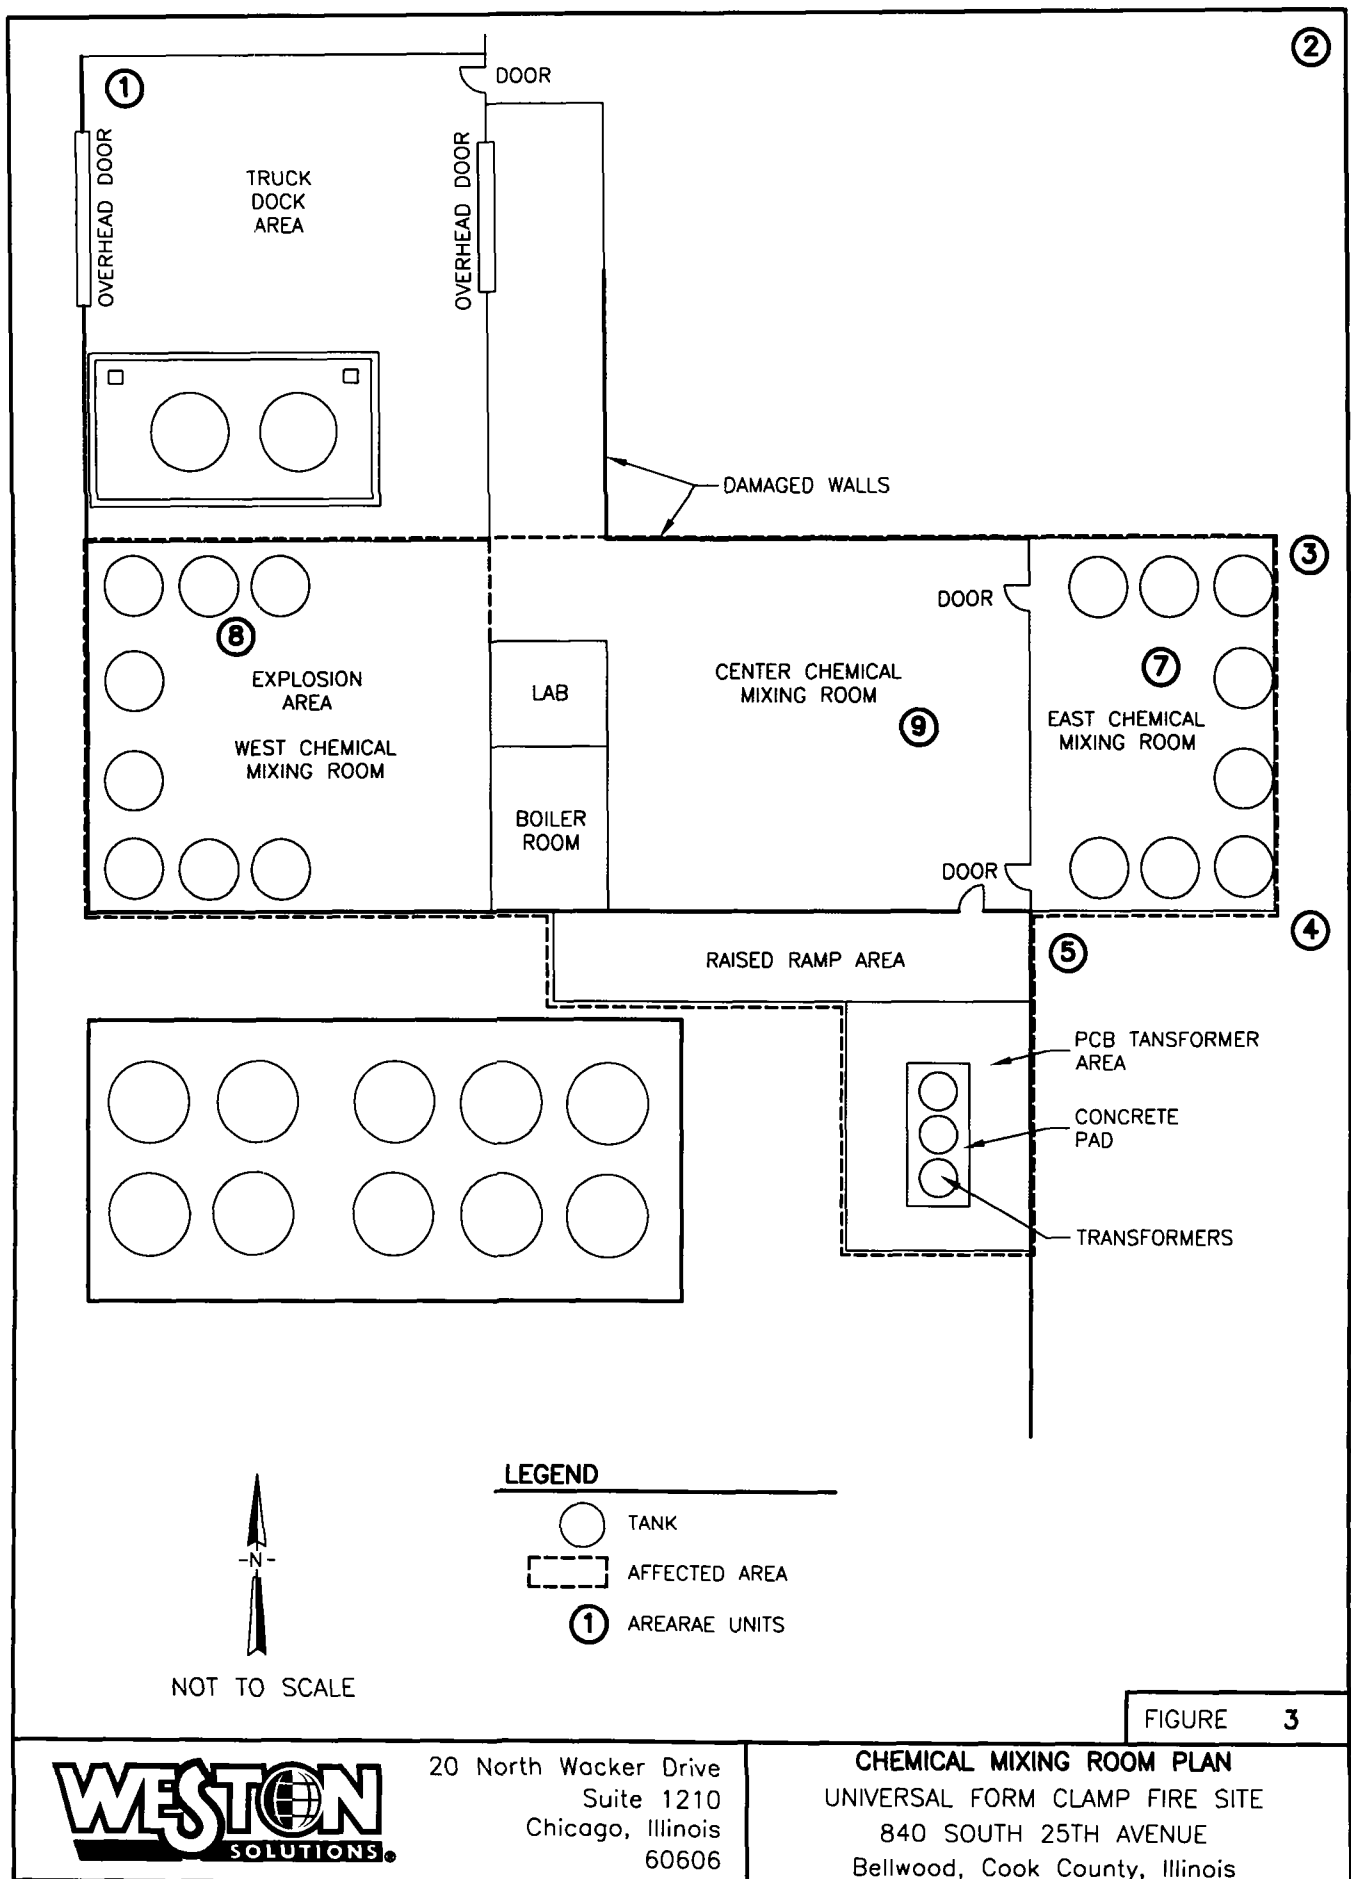 1
2
DOOR
OVERHEAD DOOR
OVERHEAD DOOR
TRUCK
DOCK
AREA
DAMAGED WALLS
3
DOOR
8
EXPLOSION
AREA
WEST CHEMICAL
MIXING ROOM
LAB
BOILER
ROOM
CENTER CHEMICAL
MIXING ROOM
9
7
EAST CHEMICAL
MIXING ROOM
DOOR
4
5
RAISED RAMP AREA
PCB TANSFORMER
AREA
CONCRETE
PAD
TRANSFORMERS
LEGEND
TANK
AFFECTED AREA
1 AREARAE UNITS
-N-
NOT TO SCALE
FIGURE 3
WESTON
SOLUTIONS®
20 North Wacker Drive
Suite 1210
Chicago, Illinois
60606
CHEMICAL MIXING ROOM PLAN
UNIVERSAL FORM CLAMP FIRE SITE
840 SOUTH 25TH AVENUE
Bellwood, Cook County, Illinois